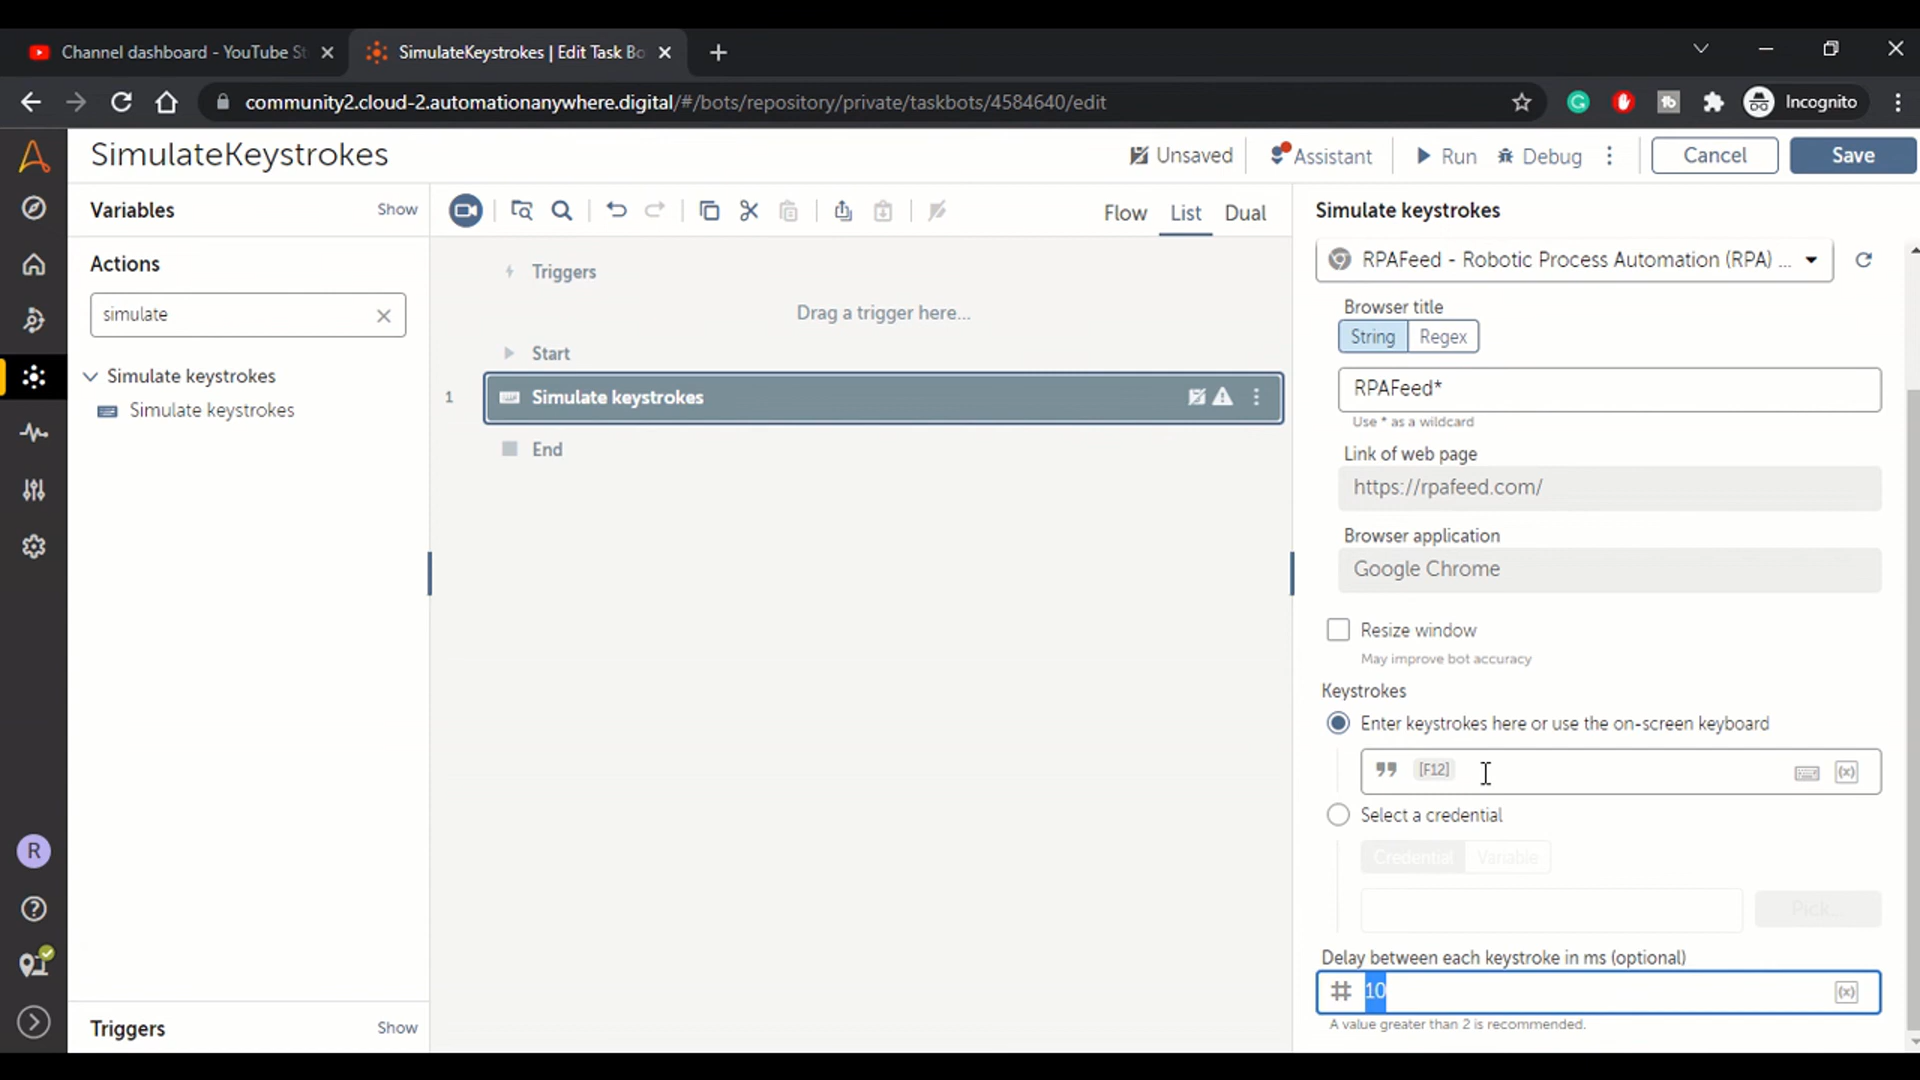 Channel dashboard - YouTube St
SimulateKeystrokes | Edit Task Bo
community2.cloud-2.automationanywhere.digital/#/bots/repository/private/taskbots/4584640/edit
Incognito
SimulateKeystrokes
Unsaved
Assistant
Run
Debug
Cancel
Save
Variables
Show
Flow
List
Dual
Simulate keystrokes
Actions
Triggers
RPAFeed - Robotic Process Automation (RPA) ...
simulate
Drag a trigger here...
Browser title
String
Regex
Simulate keystrokes
Start
Simulate keystrokes
1
Simulate keystrokes
RPAFeed*
Use * as a wildcard
End
Link of web page
https://rpafeed.com/
Browser application
Google Chrome
Resize window
May improve bot accuracy
Keystrokes
Enter keystrokes here or use the on-screen keyboard
[F12]
(x)
Select a credential
R
Credential
Variable
Pick...
Delay between each keystroke in ms (optional)
10
(x)
A value greater than 2 is recommended.
Triggers
Show